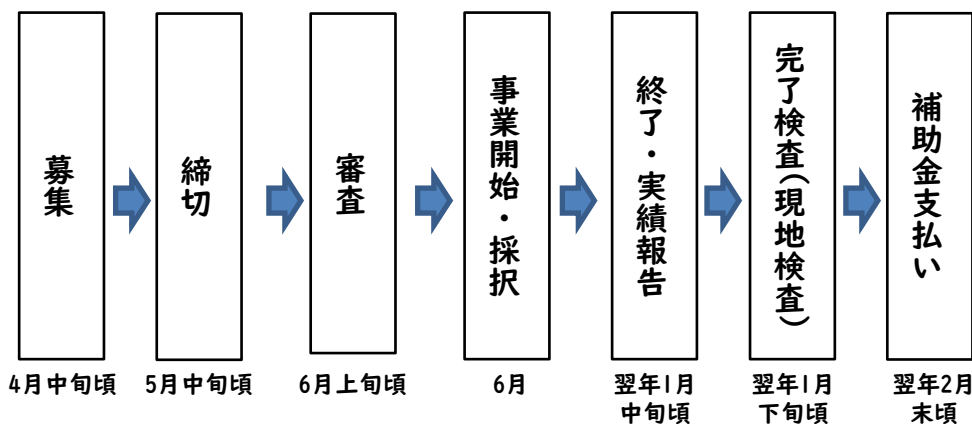 募集
締切
審査
事業開始・採択
終了・実績報告
完了検査(現地検査)
補助金支払い
4月中旬頃
5月中旬頃
6月上旬頃
6月
翌年1月
中旬頃
翌年1月
下旬頃
翌年2月
末頃